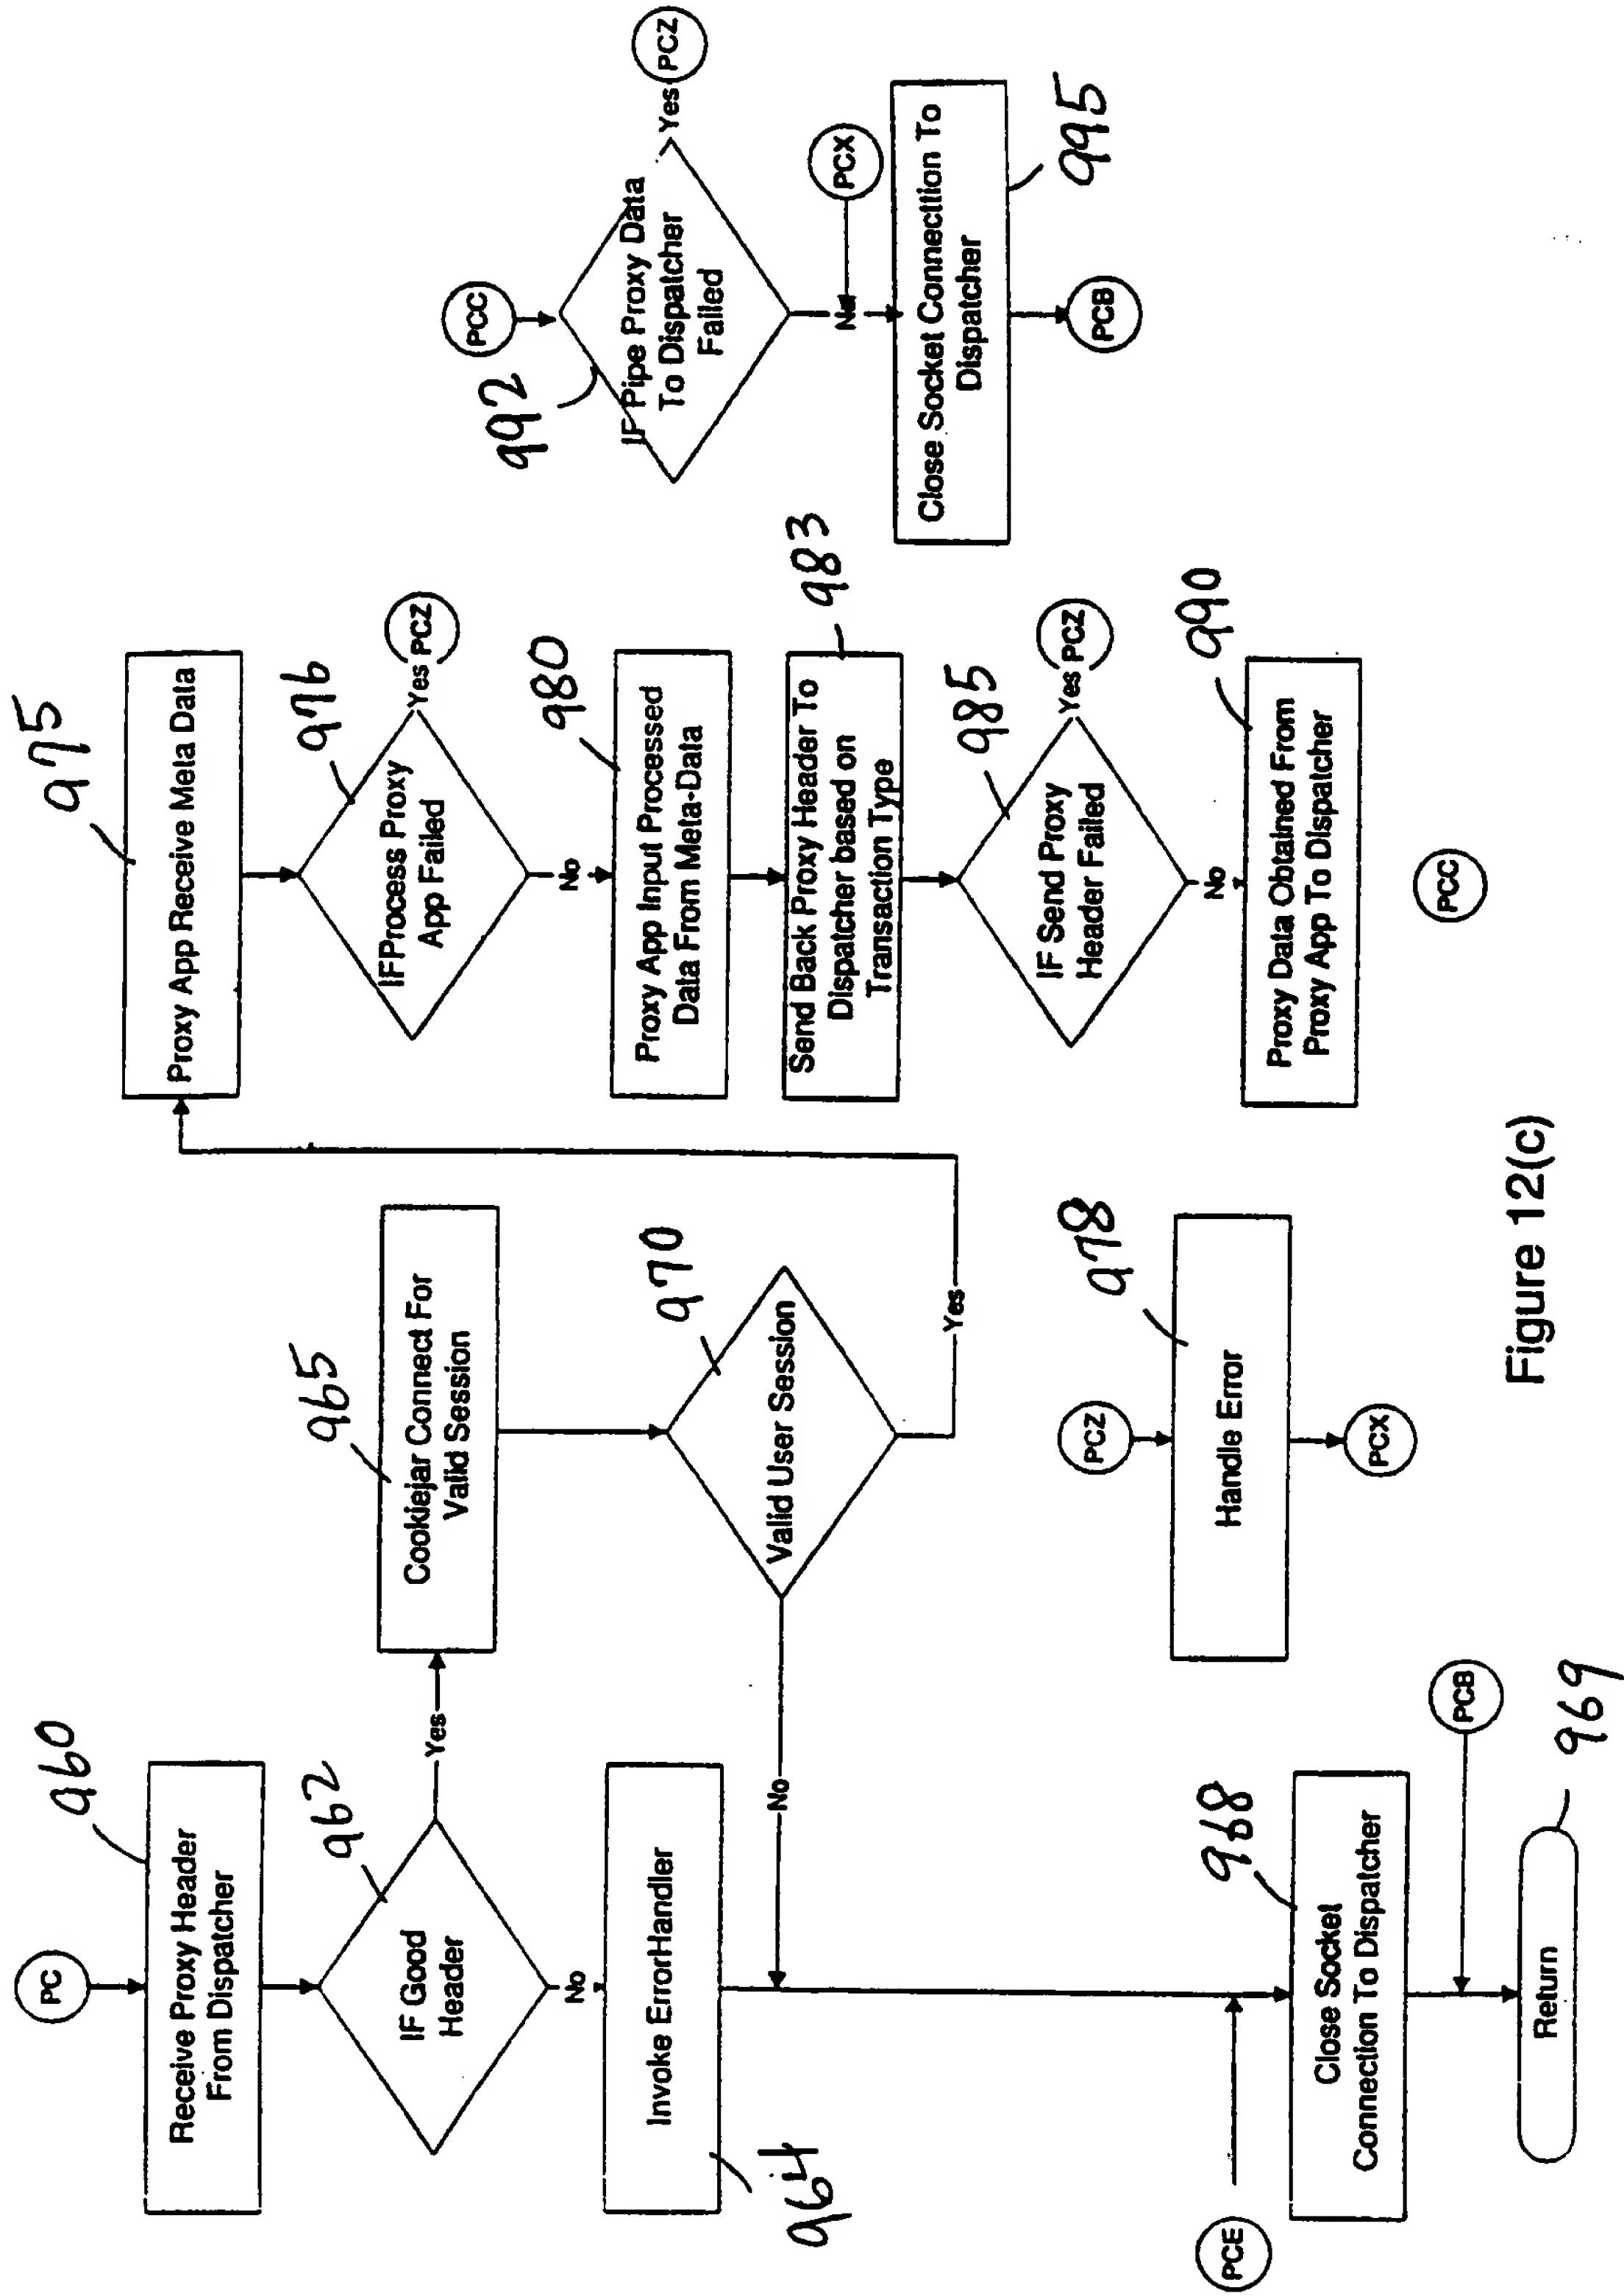 PC
960
Receive Proxy Header
From Dispatcher
962
IF Good
Header
Yes
No
Invoke ErrorHandler
964
965
Cookiejar Connect For
Valid Session
970
Valid User Session
No
Yes
PCE
968
Close Socket
Connection To Dispatcher
PCB
Return
969
975
Proxy App Receive Meta Data
976
IFProcess Proxy
App Failed
Yes
PCZ
No
980
Proxy App Input Processed
Data From Meta-Data
983
Send Back Proxy Header To
Dispatcher based on
Transaction Type
985
IF Send Proxy
Header Failed
Yes
PCZ
No
990
Proxy Data Obtained From
Proxy App To Dispatcher
PCC
PCZ
978
Handle Error
PCX
PCC
992
IF Pipe Proxy Data
To Dispatcher
Failed
Yes
PCZ
PCX
No
Close Socket Connecttion To
Dispatcher
995
PCB
Figure 12(c)